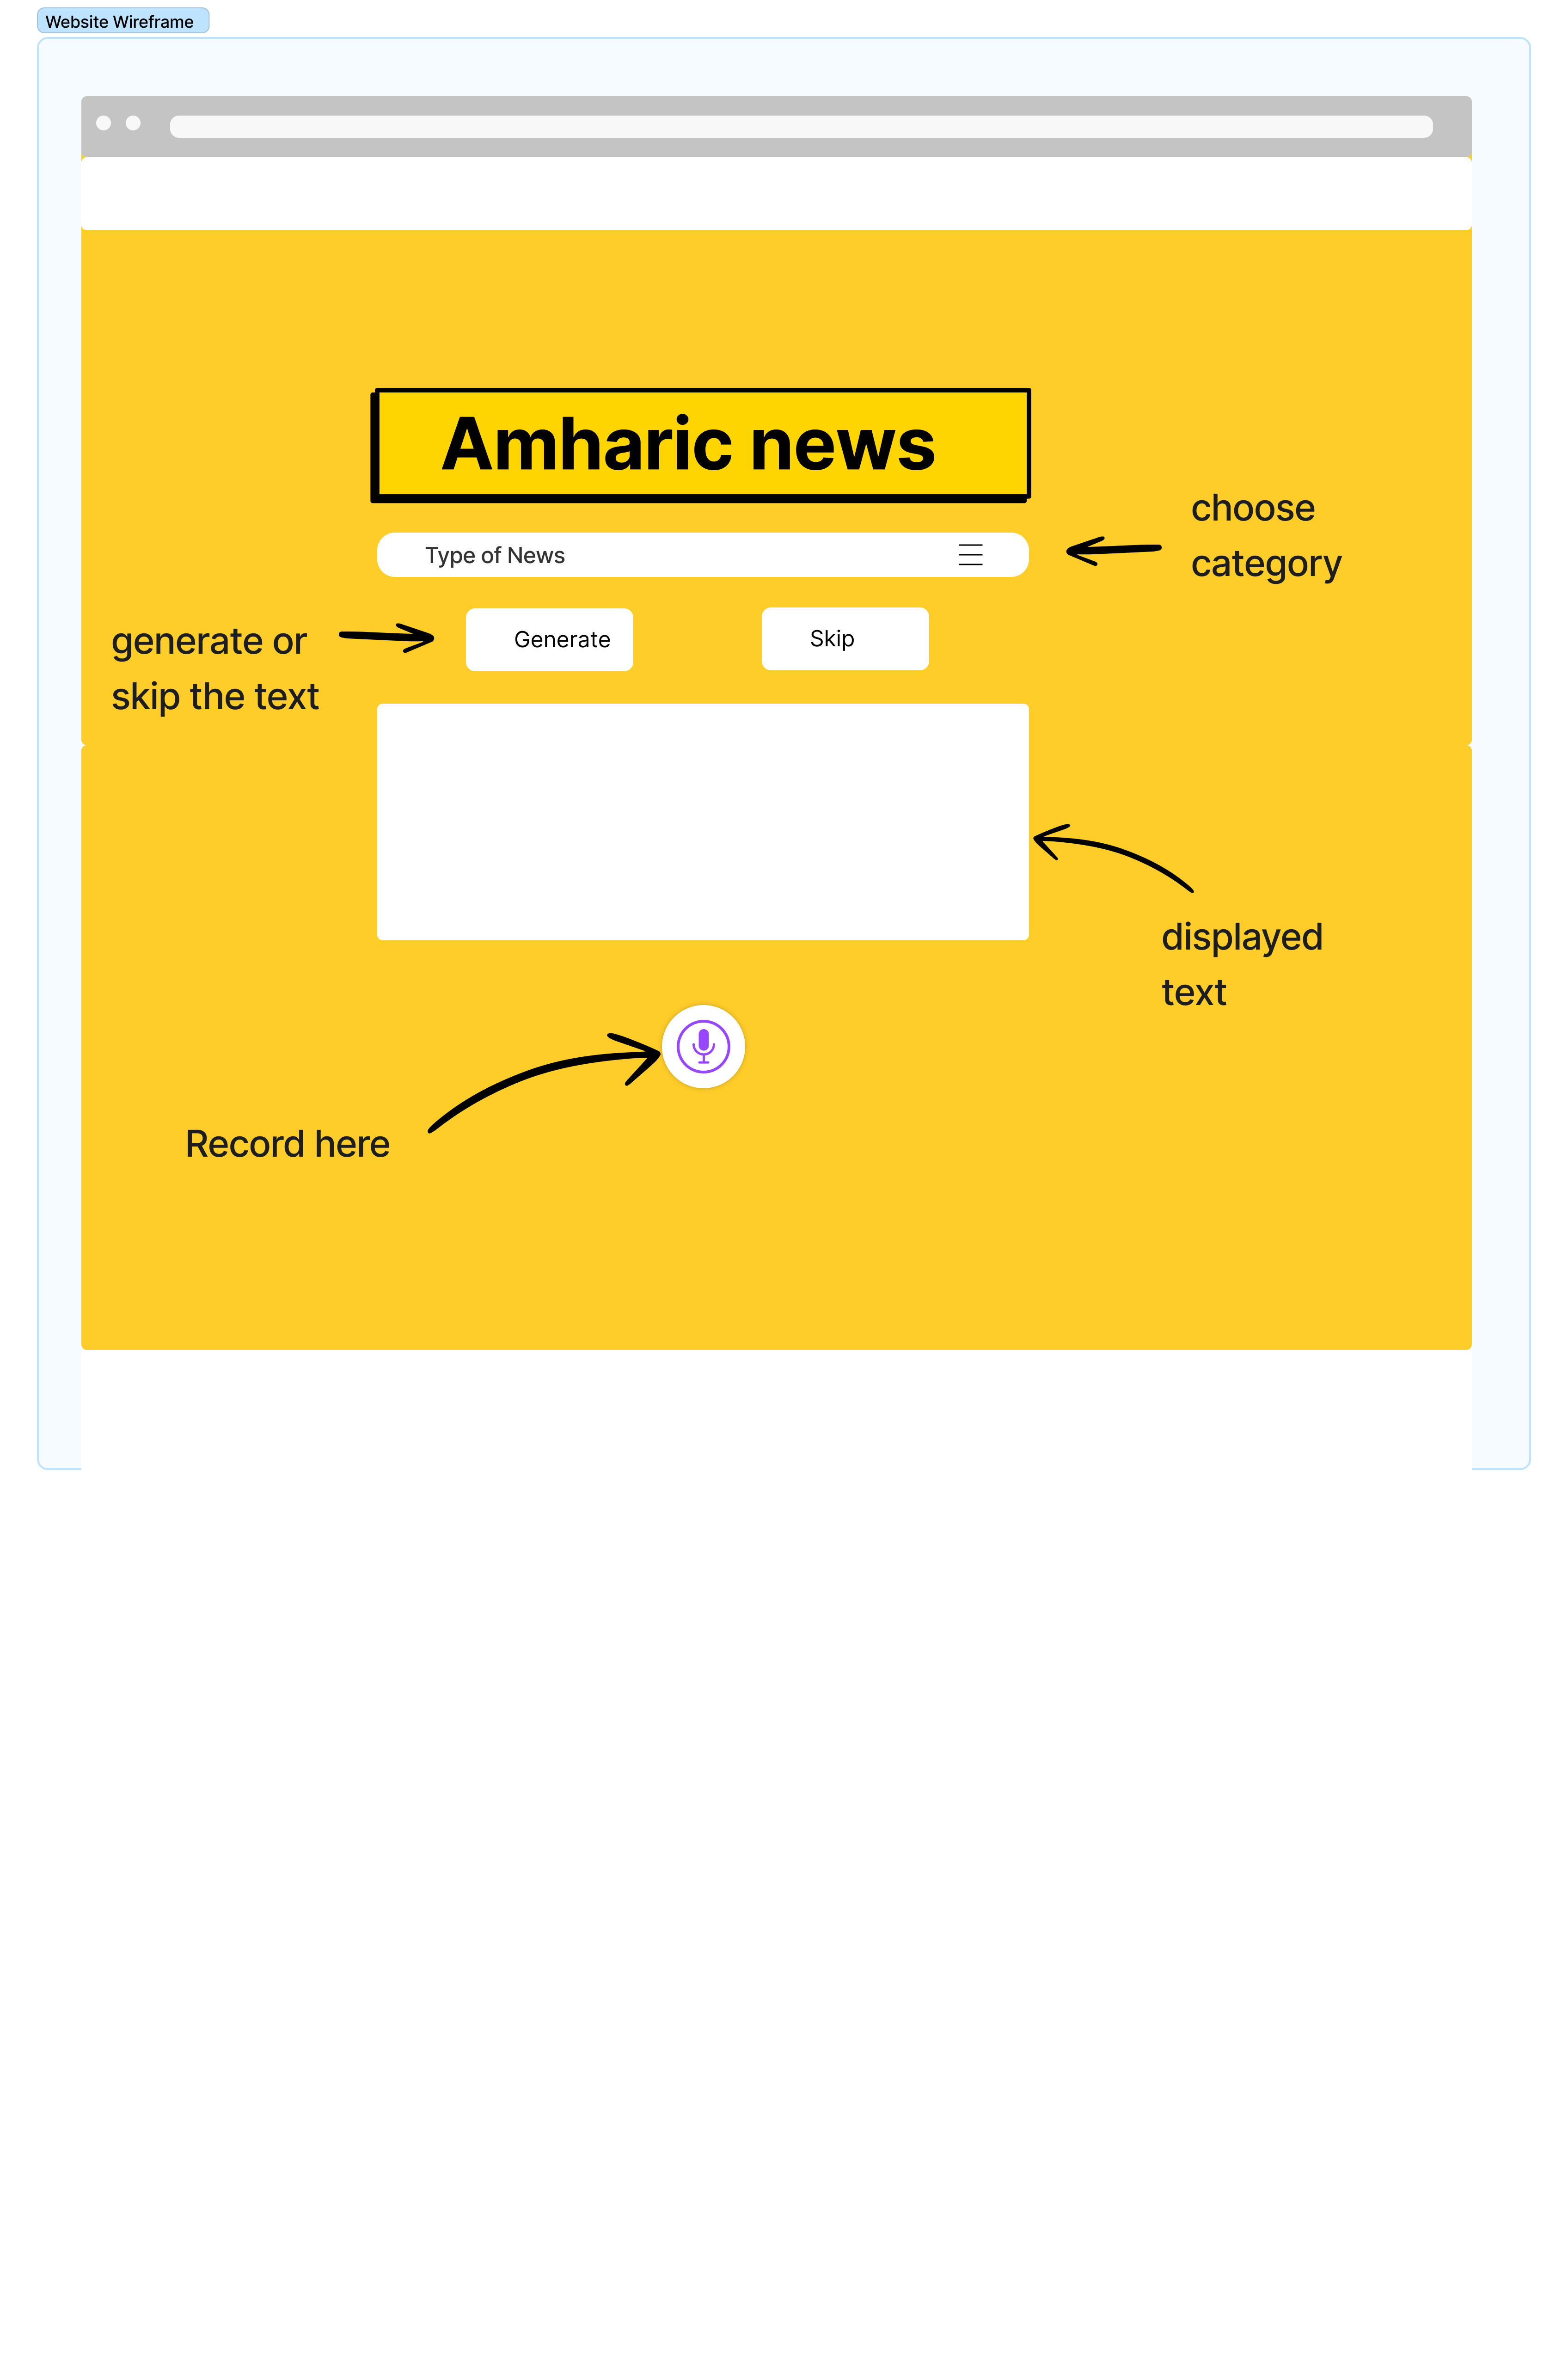 Website Wireframe
Amharic news
choose
category
Type of News
generate or
skip the text
Generate
Skip
displayed
text
Record here